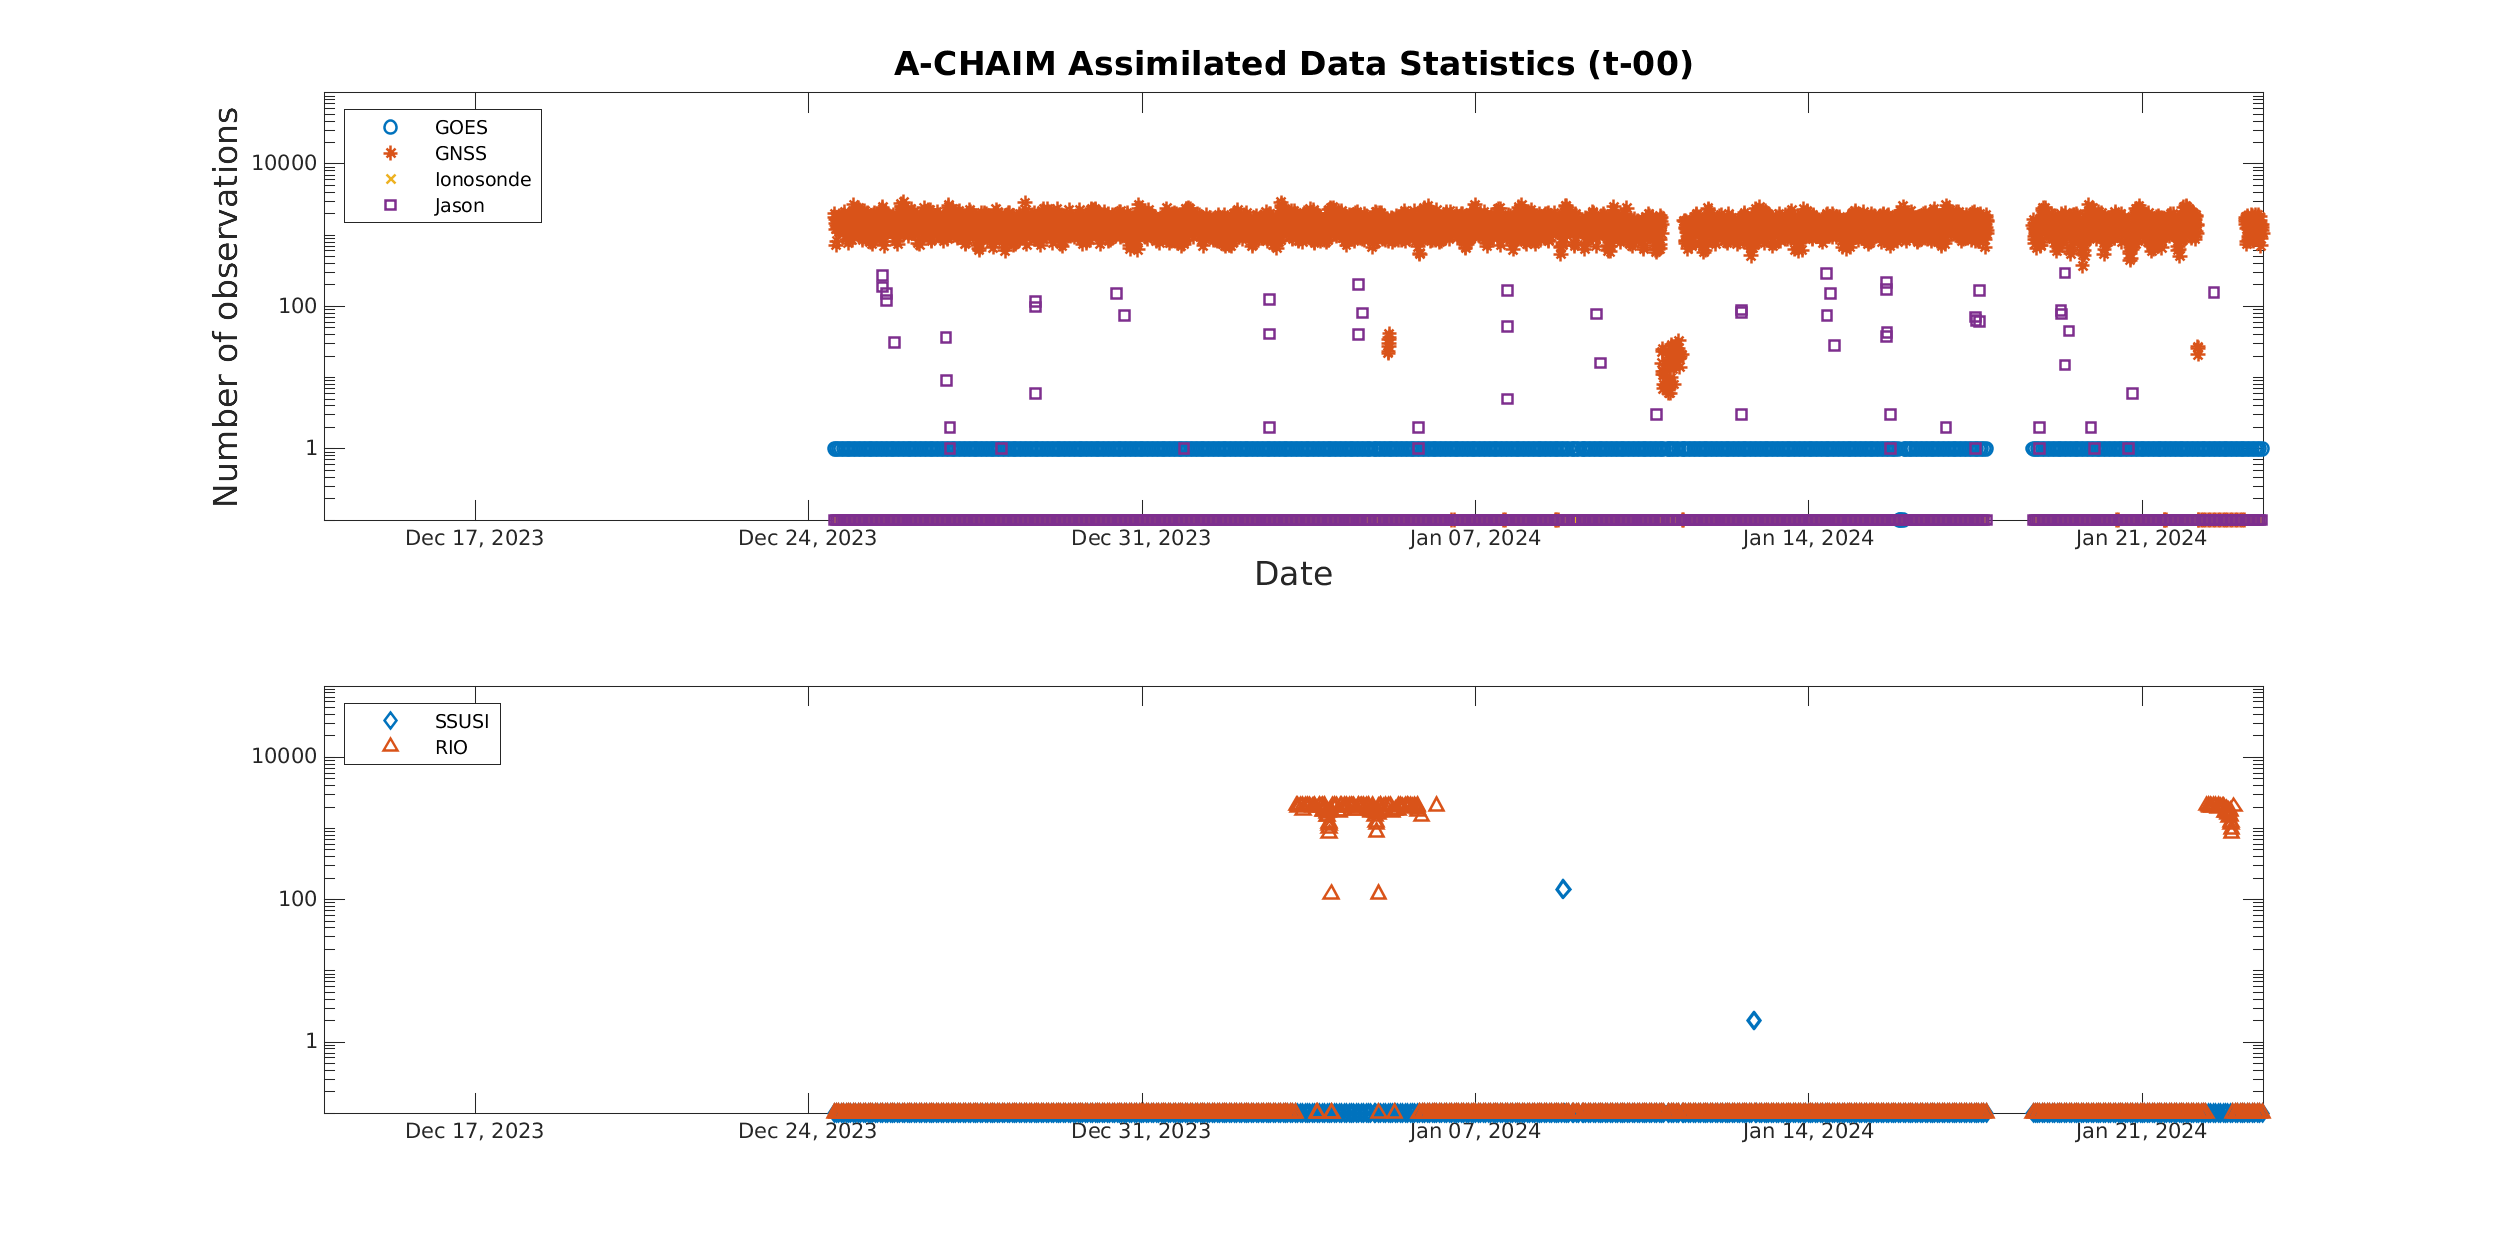 A-CHAIM Assimilated Data Statistics (t-00)
Number of observations
10000
100
1
GOES
GNSS
Ionosonde
Jason
Dec 17, 2023
Dec 24, 2023
Dec 31, 2023
Jan 07, 2024
Jan 14, 2024
Jan 21, 2024
Date
10000
100
1
SSUSI
RIO
Dec 17, 2023
Dec 24, 2023
Dec 31, 2023
Jan 07, 2024
Jan 14, 2024
Jan 21, 2024